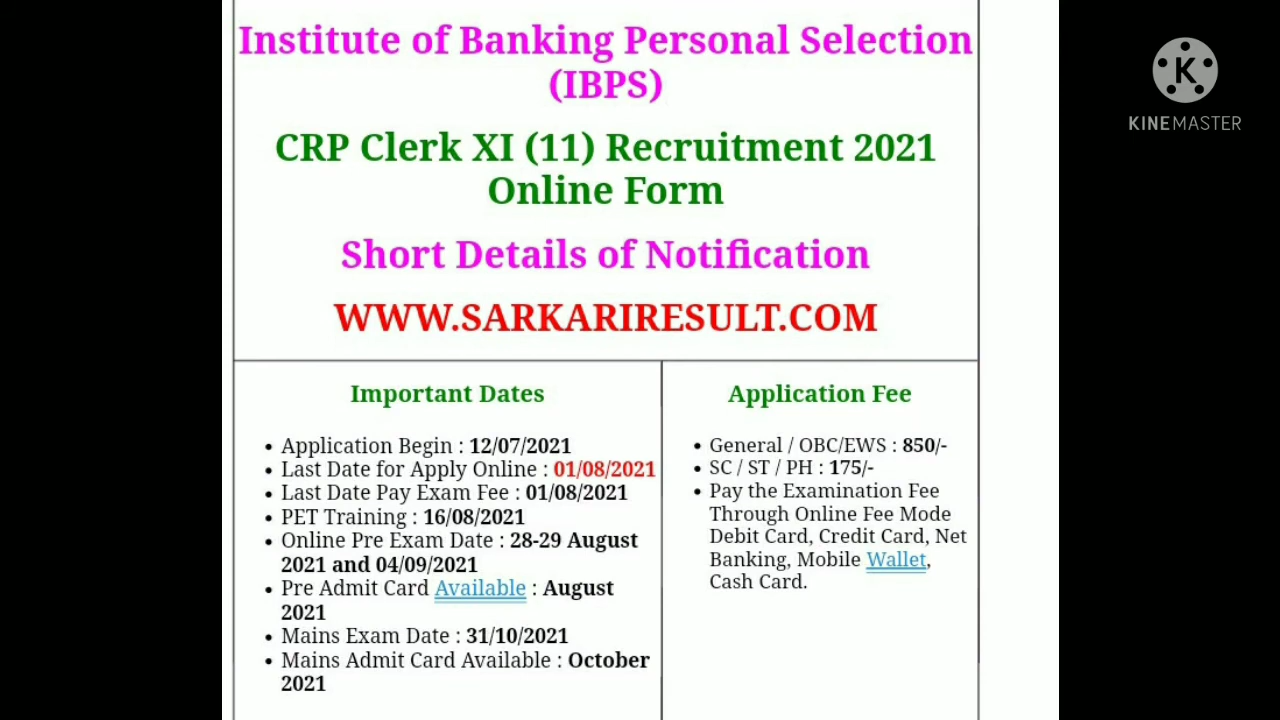 Institute of Banking Personal Selection
(IBPS)
CRP Clerk XI (11) Recruitment 2021
Online Form
Short Details of Notification
WWW.SARKARIRESULT.COM
Important Dates
• Application Begin : 12/07/2021
• Last Date for Apply Online : 01/08/2021
• Last Date Pay Exam Fee : 01/08/2021
• PET Training : 16/08/2021
• Online Pre Exam Date : 28-29 August
2021 and 04/09/2021
• Pre Admit Card Available : August
2021
• Mains Exam Date : 31/10/2021
• Mains Admit Card Available : October
2021
Application Fee
• General / OBC/EWS : 850/-
• SC / ST / PH : 175/-
• Pay the Examination Fee
Through Online Fee Mode
Debit Card, Credit Card, Net
Banking, Mobile Wallet,
Cash Card.
K
KINEMASTER